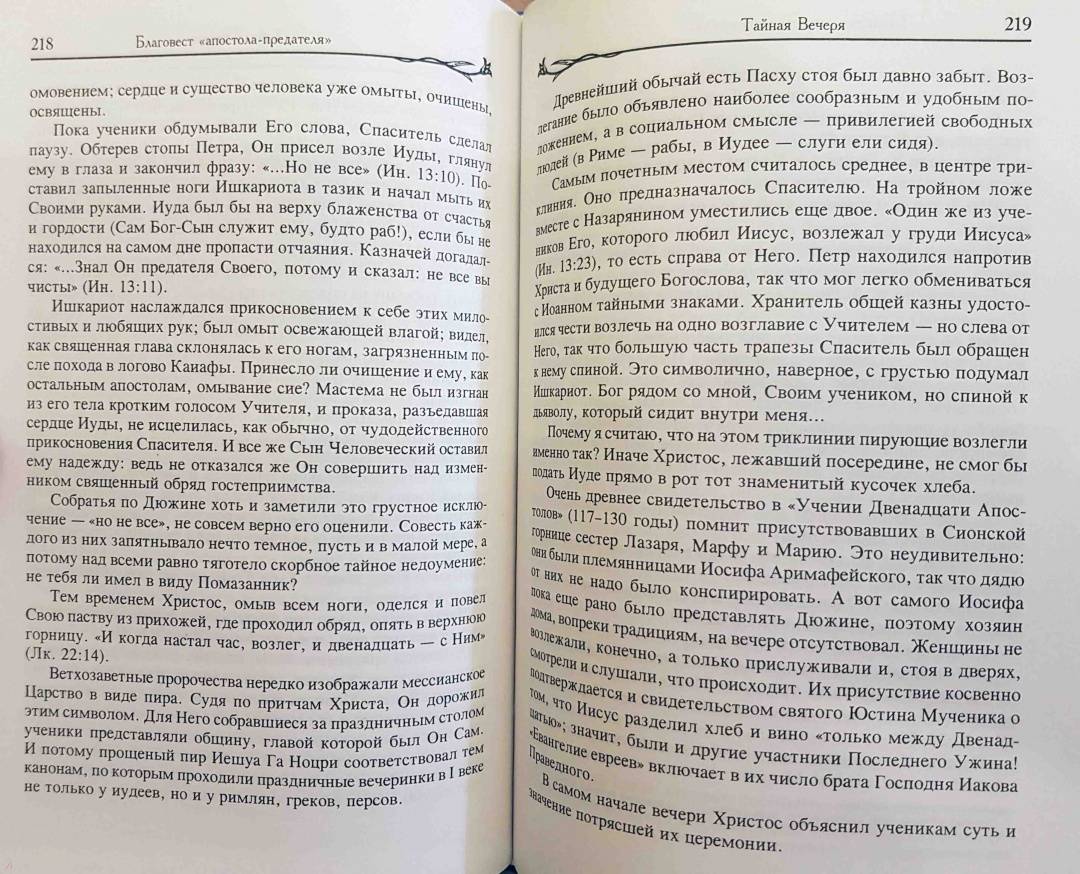 218
Благовест «апостола-предателя»
омовением; сердце и существо человека уже омыты, очищены,
освящены.
Пока ученики обдумывали Его слова, Спаситель сделал
паузу. Обтерев стопы Петра, Он присел возле Иуды, глянул
ему в глаза и закончил фразу: «...Но не все» (Ин. 13:10). По-
ставил запыленные ноги Ишкариота в тазик и начал мыть их
Своими руками. Иуда был бы на верху блаженства от счастья
и гордости (Сам Бог-Сын служит ему, будто раб!), если бы не
находился на самом дне пропасти отчаяния. Казначей догадал-
ся: «...Знал Он предателя Своего, потому и сказал: не все вы
чисты» (Ин. 13:11).
Ишкариот наслаждался прикосновением к себе этих мило-
стивых и любящих рук; был омыт освежающей влагой; видел,
как священная глава склонялась к его ногам, загрязненным по-
сле похода в логово Каиафы. Принесло ли очищение и ему, как
остальным апостолам, омывание сие? Мастема не был изгнан
из его тела кротким голосом Учителя, и проказа, разъедавшая
сердце Иуды, не исцелилась, как обычно, от чудодейственного
прикосновения Спасителя. И все же Сын Человеческий оставил
ему надежду: ведь не отказался же Он совершить над измен-
ником священный обряд гостеприимства.
Собратья по Дюжине хоть и заметили это грустное исклю-
чение — «но не все», не совсем верно его оценили. Совесть каж-
дого из них запятнывало нечто темное, пусть и в малой мере, а
потому над всеми равно тяготело скорбное тайное недоумение:
не тебя ли имел в виду Помазанник?
Тем временем Христос, омыв всем ноги, оделся и повел
Свою паству из прихожей, где проходил обряд, опять в верхнюю
горницу. «И когда настал час, возлег, и двенадцать — с Ним»
(Лк. 22:14).
Ветхозаветные пророчества нередко изображали мессианское
Царство в виде пира. Судя по притчам Христа, Он дорожил
этим символом. Для Него собравшиеся за праздничным столом
ученики представляли общину, главой которой был Он Сам.
И потому прощеный пир Иешуа Га Ноцри соответствовал тем
канонам, по которым проходили праздничные вечеринки в I веке
не только у иудеев, но и у римлян, греков, персов.
Тайная Вечеря
219
Древнейший обычай есть Пасху стоя был давно забыт. Воз-
легание было объявлено наиболее сообразным и удобным по-
ложением, а в социальном смысле — привилегией свободных
людей (в Риме — рабы, в Иудее — слуги ели сидя).
Самым почетным местом считалось среднее, в центре три-
клиния. Оно предназначалось Спасителю. На тройном ложе
вместе с Назарянином уместились еще двое. «Один же из уче-
ников Его, которого любил Иисус, возлежал у груди Иисуса»
(Ин. 13:23), то есть справа от Него. Петр находился напротив
Христа и будущего Богослова, так что мог легко обмениваться
с Иоанном тайными знаками. Хранитель общей казны удосто-
ился чести возлечь на одно возглавие с Учителем — но слева от
Него, так что большую часть трапезы Спаситель был обращен
к нему спиной. Это символично, наверное, с грустью подумал
Ишкариот. Бог рядом со мной, Своим учеником, но спиной к
дьяволу, который сидит внутри меня...
Почему я считаю, что на этом триклинии пирующие возлегли
именно так? Иначе Христос, лежавший посередине, не смог бы
подать Иуде прямо в рот тот знаменитый кусочек хлеба.
Очень древнее свидетельство в «Учении Двенадцати Апос-
толов» (117–130 годы) помнит присутствовавших в Сионской
горнице сестер Лазаря, Марфу и Марию. Это неудивительно:
они были племянницами Иосифа Аримафейского, так что дядю
от них не надо было конспирировать. А вот самого Иосифа
пока еще рано было представлять Дюжине, поэтому хозяин
дома, вопреки традициям, на вечере отсутствовал. Женщины не
возлежали, конечно, а только прислуживали и, стоя в дверях,
смотрели и слушали, что происходит. Их присутствие косвенно
подтверждается и свидетельством святого Юстина Мученика о
том, что Иисус разделил хлеб и вино «только между Двенад-
цатью»; значит, были и другие участники Последнего Ужина!
«Евангелие евреев» включает в их число брата Господня Иакова
Праведного.
В самом начале вечери Христос объяснил ученикам суть и
значение потрясшей их церемонии.